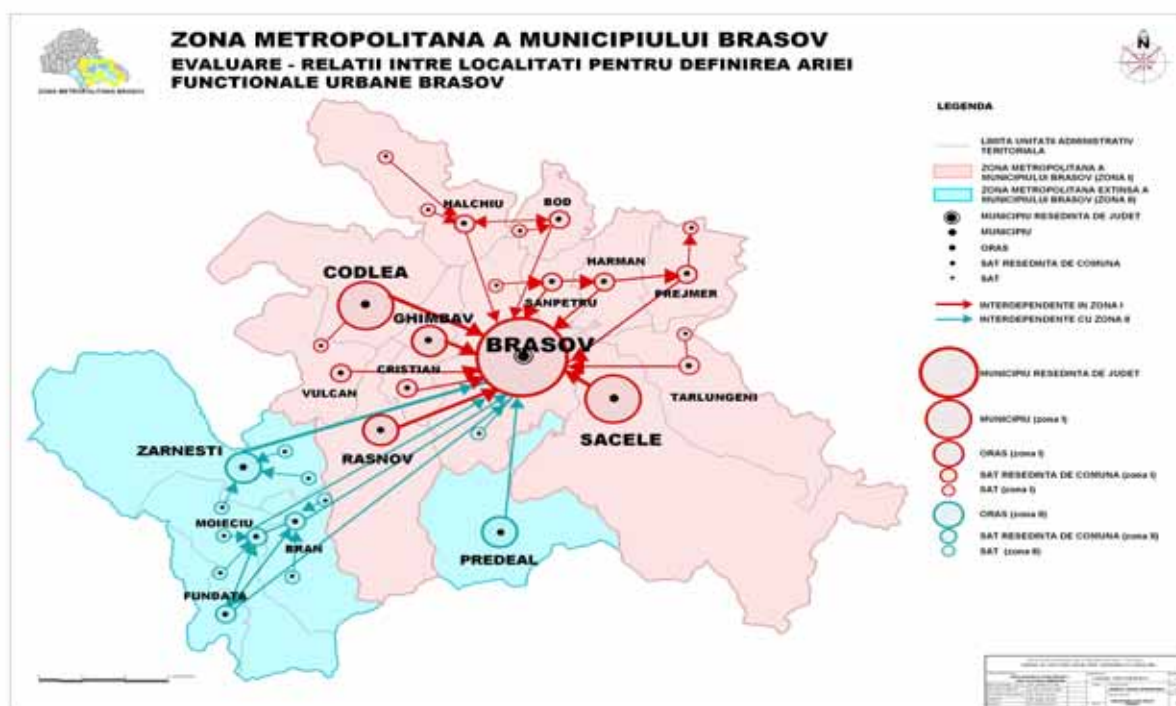 ZONA METROPOLITANA A MUNICIPIULUI BRASOV
EVALUARE - RELATII INTRE LOCALITATI PENTRU DEFINIREA ARIEI
FUNCTIONALE URBANE BRASOV
ZONA METROPOLITANA BRASOV
N
LEGENDA
LIMITA UNITATII ADMINISTRATIV
TERITORIALA
ZONA METROPOLITANA A
MUNICIPIULUI BRASOV (ZONA I)
ZONA METROPOLITANA EXTINSA A
MUNICIPIULUI BRASOV (ZONA II)
MUNICIPIU RESEDINTA DE JUDET
MUNICIPIU
ORAS
SAT RESEDINTA DE COMUNA
SAT
INTERDEPENDENTE IN ZONA I
INTERDEPENDENTE CU ZONA II
MUNICIPIU RESEDINTA DE JUDET
MUNICIPIU (zona I)
ORAS (zona I)
SAT RESEDINTA DE COMUNA (zona I)
SAT (zona I)
ORAS (zona II)
SAT RESEDINTA DE COMUNA (zona II)
SAT (zona II)
HALCHIU
BOD
HARMAN
CODLEA
SANPETRU
PREJMER
GHIMBAV
BRASOV
CRISTIAN
VULCAN
TARLUNGENI
SACELE
RASNOV
ZARNESTI
MOIECIU
BRAN
PREDEAL
FUNDATA